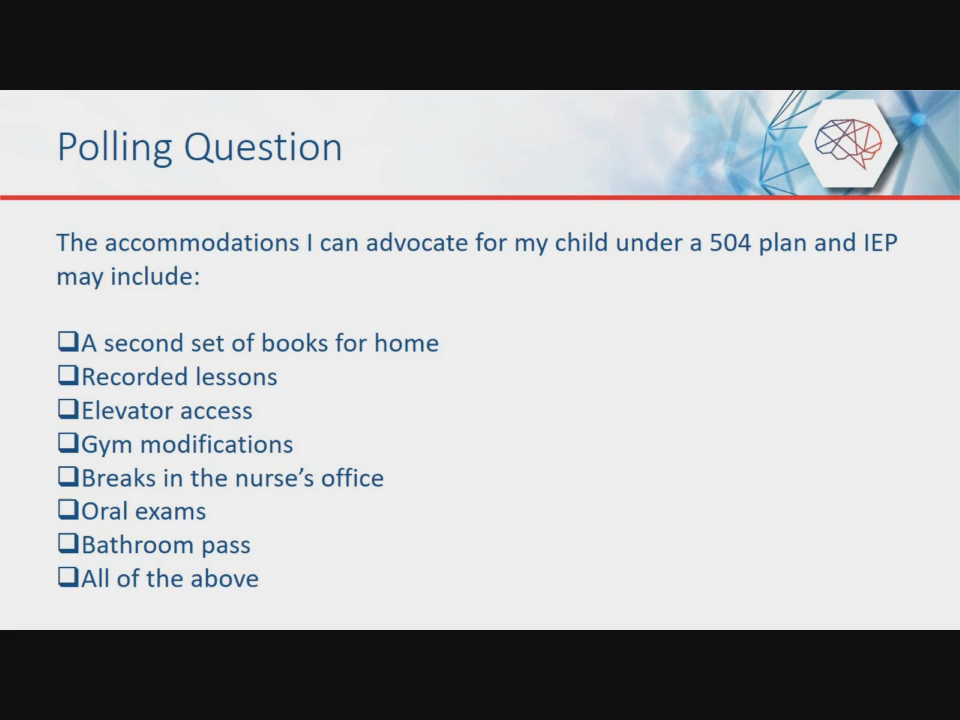 Polling Question
The accommodations I can advocate for my child under a 504 plan and IEP
may include:
❑A second set of books for home
❑Recorded lessons
❑Elevator access
❑Gym modifications
❑Breaks in the nurse’s office
❑Oral exams
❑Bathroom pass
❑All of the above